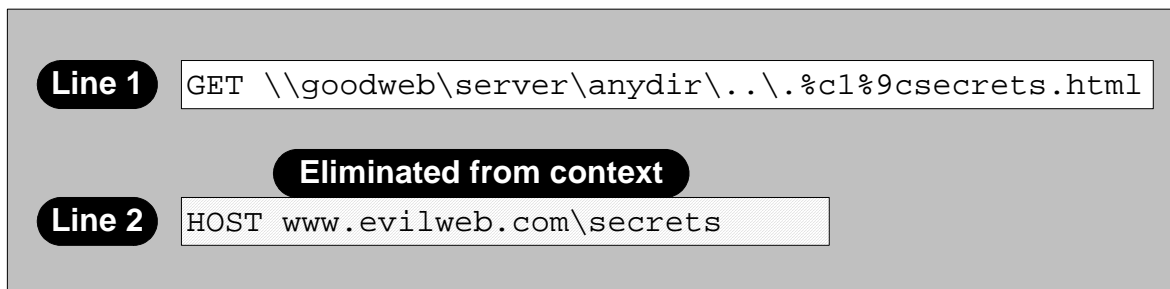 Line 1 GET \\goodweb\server\anydir\..\.%c1%9csecrets.html
Eliminated from context
Line 2 HOST www.evilweb.com\secrets